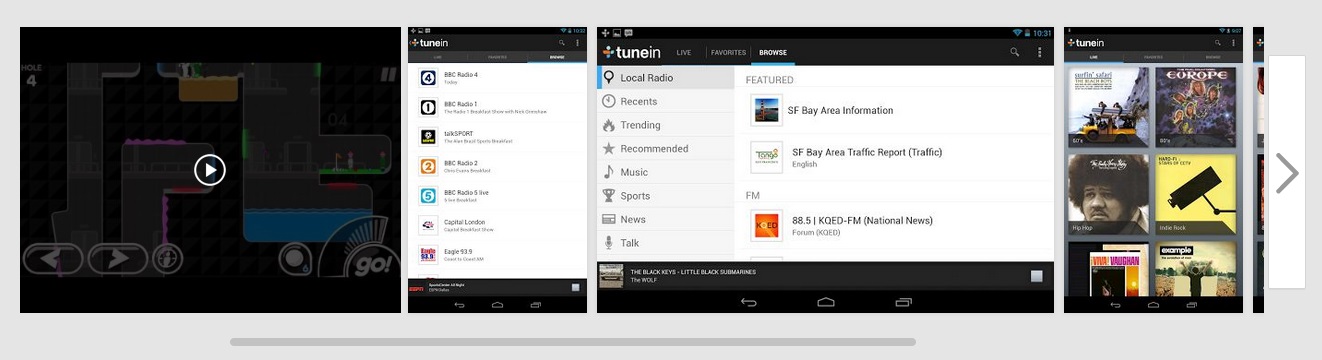 HOLE
4
04
go!
10:32
tunein
LIVE
FAVORITES
BROWSE
BBC Radio 4
Today
BBC Radio 1
The Radio 1 Breakfast Show with Nick Grimshaw
talkSPORT
The Alan Brazil Sports Breakfast
BBC Radio 2
Chris Evans Breakfast
BBC Radio 5 live
5 live Breakfast
Capital London
Capital Breakfast Show
Eagle 93.9
Coast to Coast AM
SportsCenter All Night
ESPN Dallas
10:31
tunein
LIVE
FAVORITES
BROWSE
Local Radio
Recents
Trending
Recommended
Music
Sports
News
Talk
FEATURED
SF Bay Area Information
SF Bay Area Traffic Report (Traffic)
English
FM
88.5 | KQED-FM (National News)
Forum (KQED)
THE BLACK KEYS - LITTLE BLACK SUBMARINES
The WOLF
tunein
LIVE
FAVORITES
BROWSE
surfin' safari
THE BEACH BOYS
60's
EUROPE
80's
Hip Hop
HARD-FI:
STARS OF CCTV
Indie Rock
VIVA! VAUGHAN
example